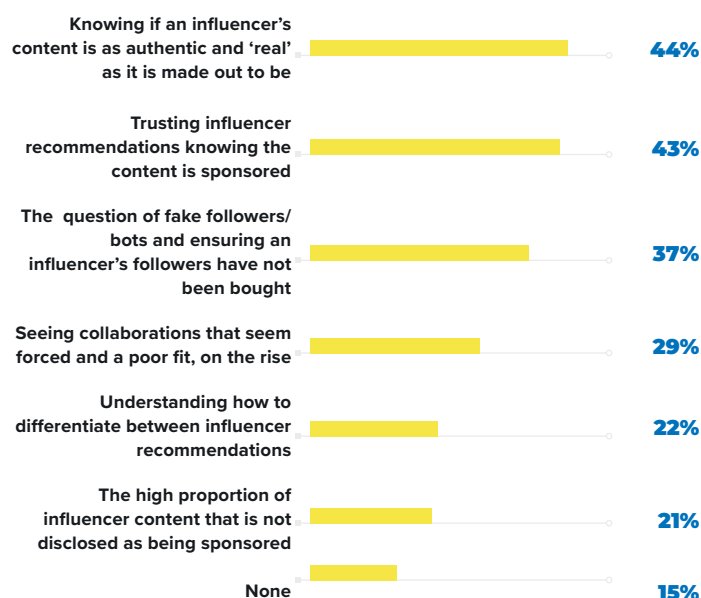 Knowing if an influencer’s
content is as authentic and ‘real’
as it is made out to be
44%
Trusting influencer
recommendations knowing the
content is sponsored
43%
The question of fake followers/
bots and ensuring an
influencer’s followers have not
been bought
37%
Seeing collaborations that seem
forced and a poor fit, on the rise
29%
Understanding how to
differentiate between influencer
recommendations
22%
The high proportion of
influencer content that is not
disclosed as being sponsored
21%
None
15%